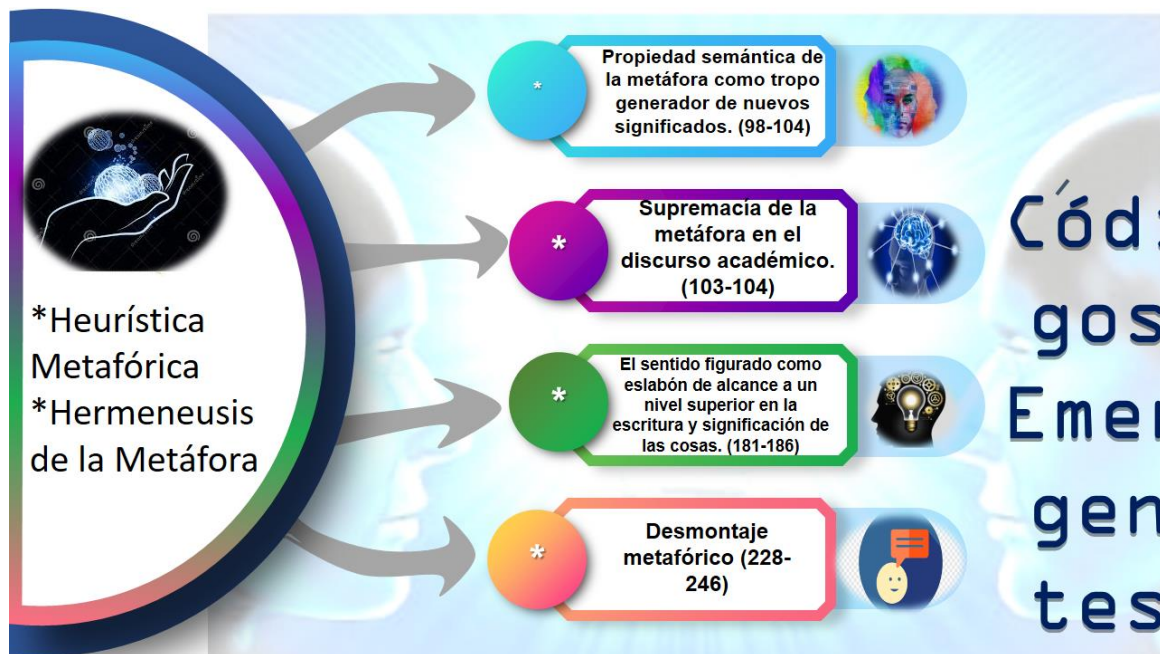 *Heurística
Metafórica
*Hermeneusis
de la Metáfora
*
Propiedad semántica de
la metáfora como tropo
generador de nuevos
significados. (98-104)
*
Supremacía de la
metáfora en el
discurso académico.
(103-104)
*
El sentido figurado como
eslabón de alcance a un
nivel superior en la
escritura y significación de
las cosas. (181-186)
*
Desmontaje
metafórico (228-
246)
Códi
gos
Emer
gen
tes